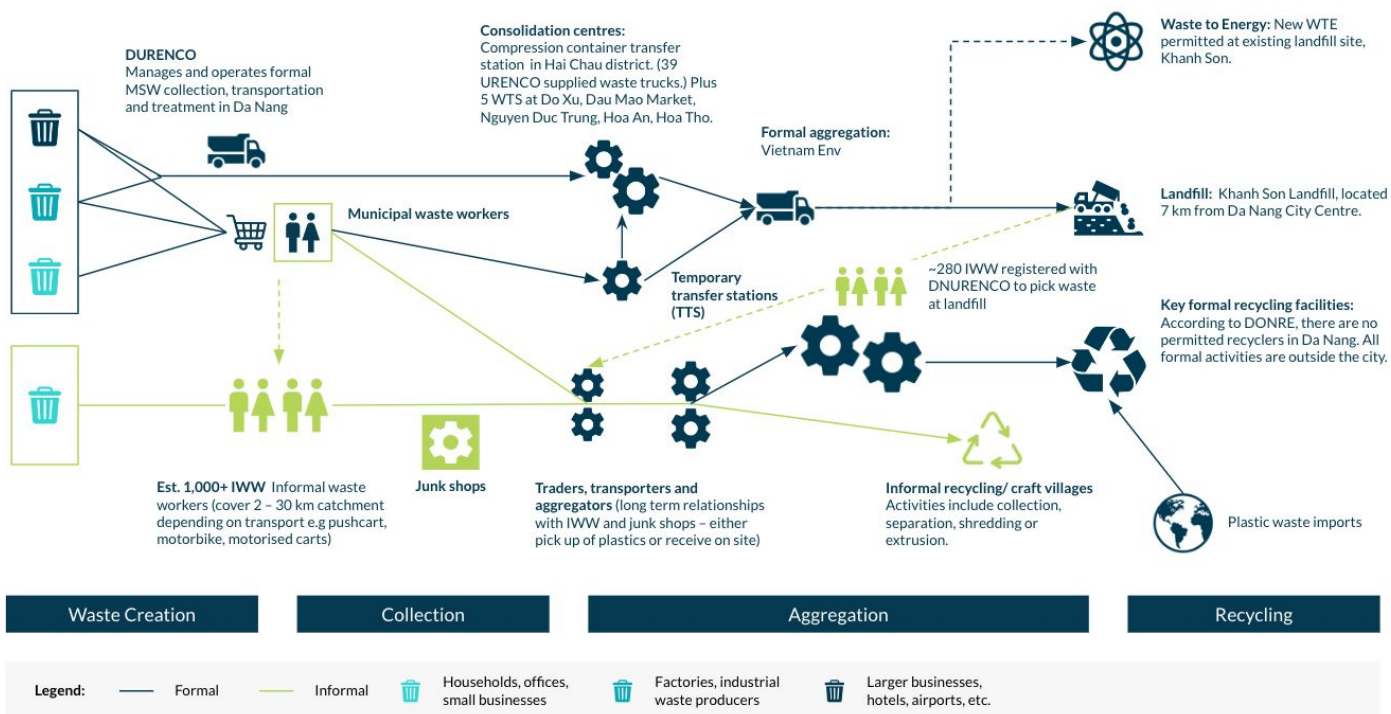 DURENCO
Manages and operates formal
MSW collection, transportation
and treatment in Da Nang
Consolidation centres:
Compression container transfer
station in Hai Chau district. (39
URENCO supplied waste trucks.) Plus
5 WTS at Do Xu, Dau Mao Market,
Nguyen Duc Trung, Hoa An, Hoa Tho.
Formal aggregation:
Vietnam Env
Waste to Energy: New WTE
permitted at existing landfill site,
Khanh Son.
Landfill: Khanh Son Landfill, located
7 km from Da Nang City Centre.
Municipal waste workers
Temporary
transfer stations
(TTS)
~280 IWW registered with
DNURENCO to pick waste
at landfill
Key formal recycling facilities:
According to DONRE, there are no
permitted recyclers in Da Nang. All
formal activities are outside the city.
Est. 1,000+ IWW Informal waste
workers (cover 2 – 30 km catchment
depending on transport e.g pushcart,
motorbike, motorised carts)
Junk shops
Traders, transporters and
aggregators (long term relationships
with IWW and junk shops – either
pick up of plastics or receive on site)
Informal recycling/ craft villages
Activities include collection,
separation, shredding or
extrusion.
Plastic waste imports
Waste Creation
Collection
Aggregation
Recycling
Legend:
Formal
Informal
Households, offices,
small businesses
Factories, industrial
waste producers
Larger businesses,
hotels, airports, etc.